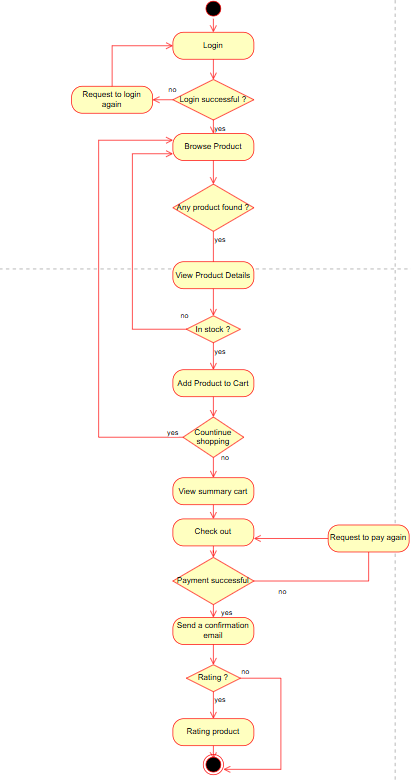 Login
no
Request to login
again
Login successful ?
yes
Browse Product
Any product found ?
yes
View Product Details
no
In stock ?
yes
Add Product to Cart
yes
Countinue
shopping
no
View summary cart
Check out
Request to pay again
Payment successful
no
yes
Send a confirmation
email
Rating ?
no
yes
Rating product